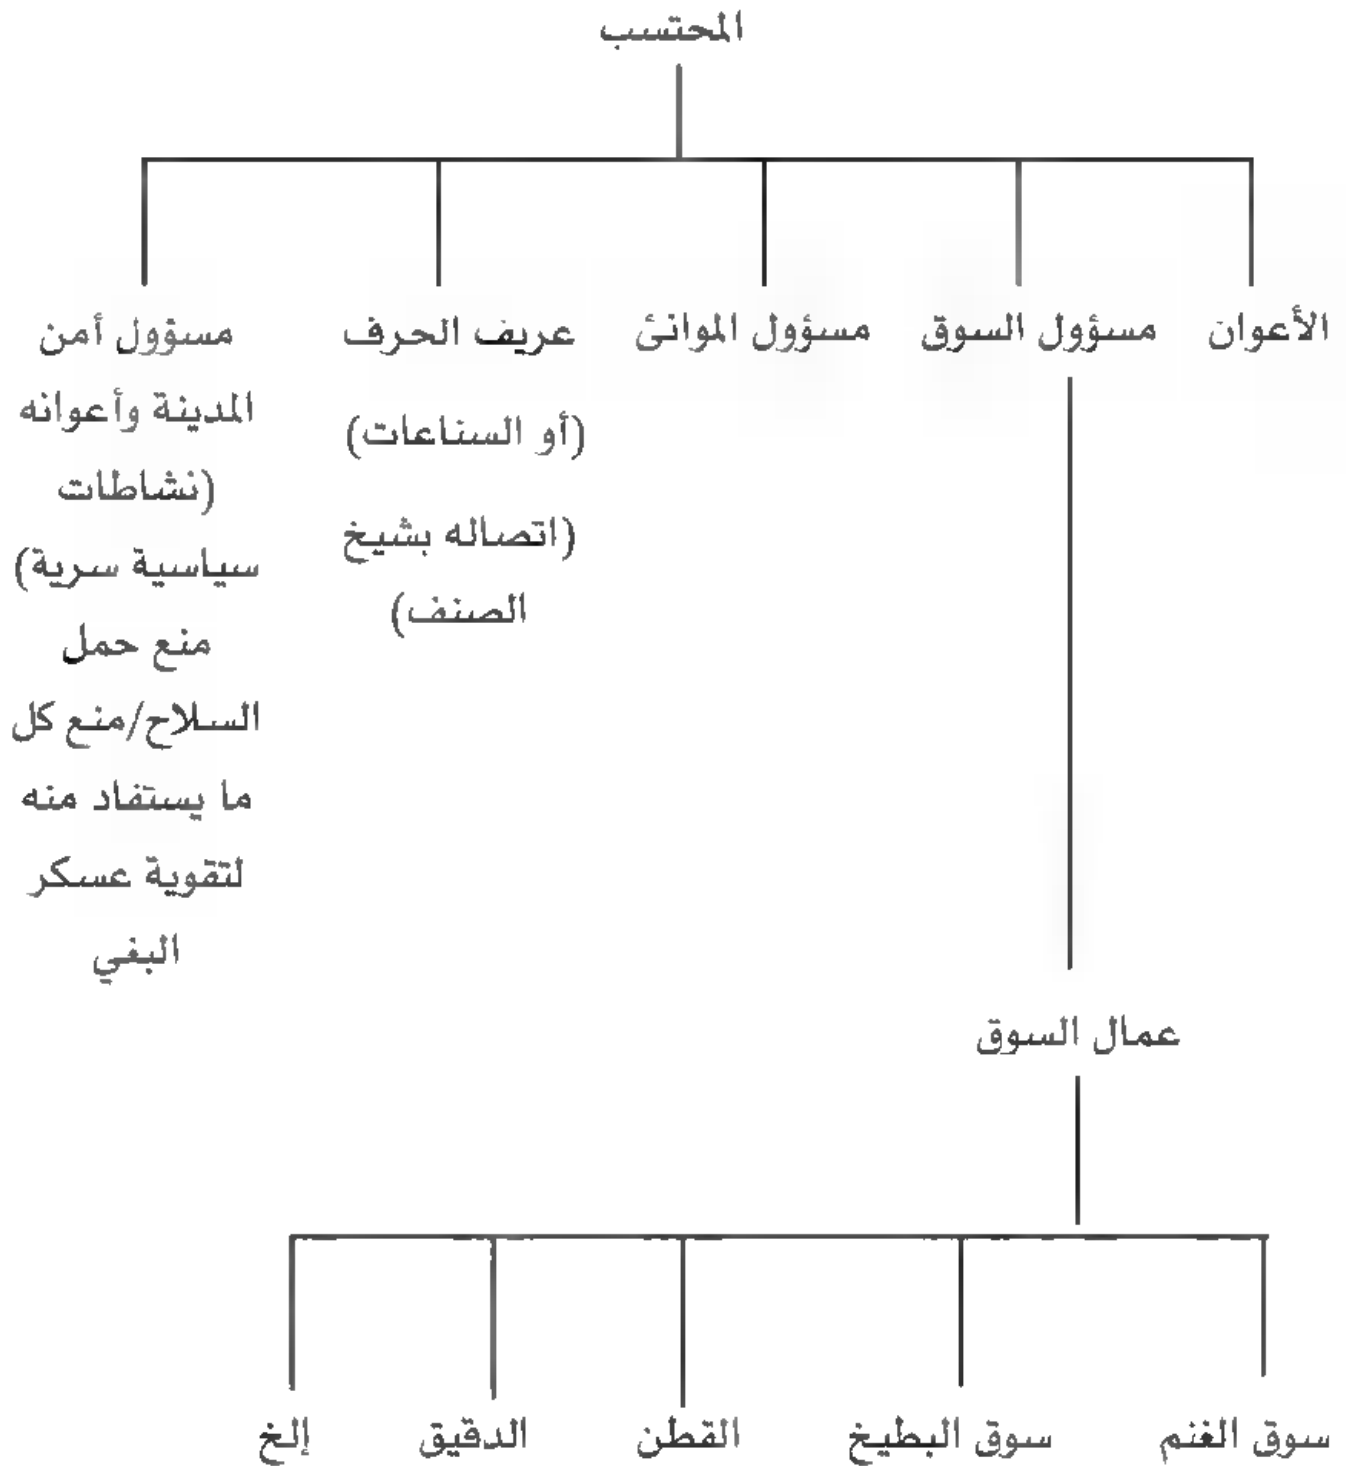 المحتسب
الأعوان
مسؤول السوق
مسؤول الموانئ
عريف الحرف
(أو السناعات)
(اتصاله بشيخ
الصنف)
مسؤول أمن
المدينة وأعوانه
(نشاطات
سياسية سرية)
منع حمل
السلاح/منع كل
ما يستفاد منه
لتقوية عسكر
البغي
عمال السوق
سوق الغنم
سوق البطيخ
القطن
الدقيق
إلخ